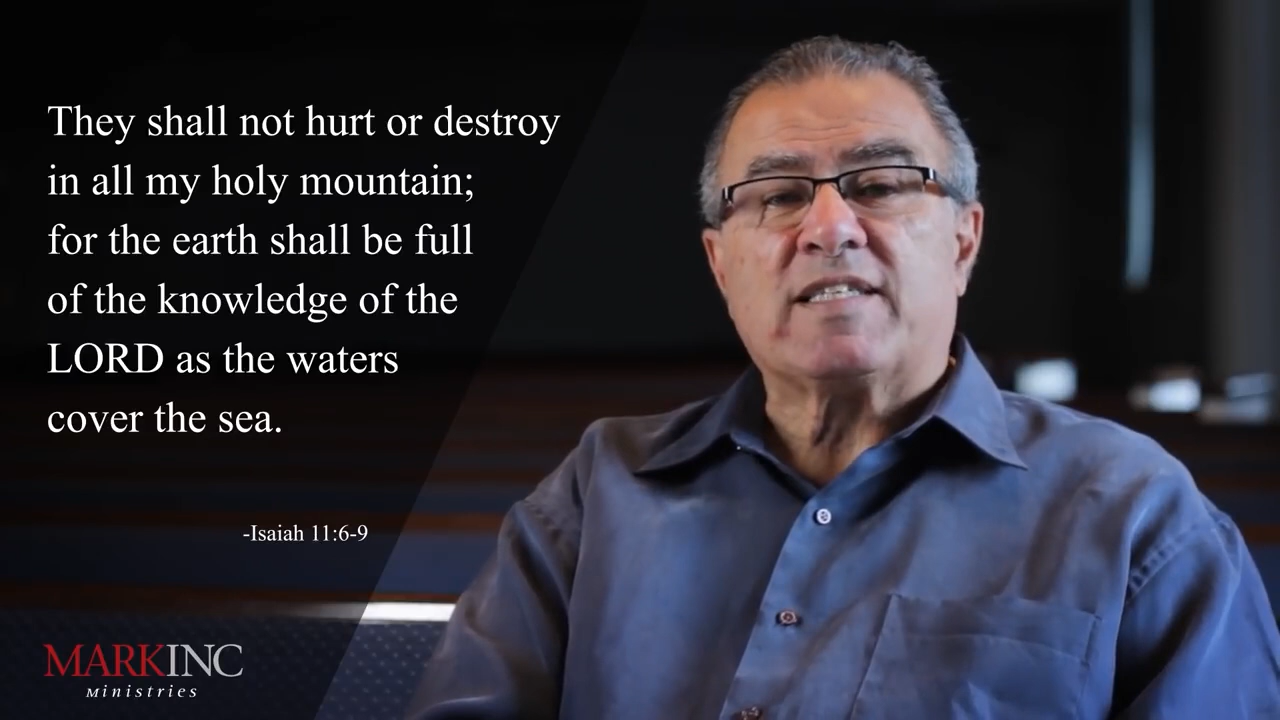 They shall not hurt or destroy
in all my holy mountain;
for the earth shall be full
of the knowledge of the
LORD as the waters
cover the sea.
-Isaiah 11:6-9
MARKINC
Ministries